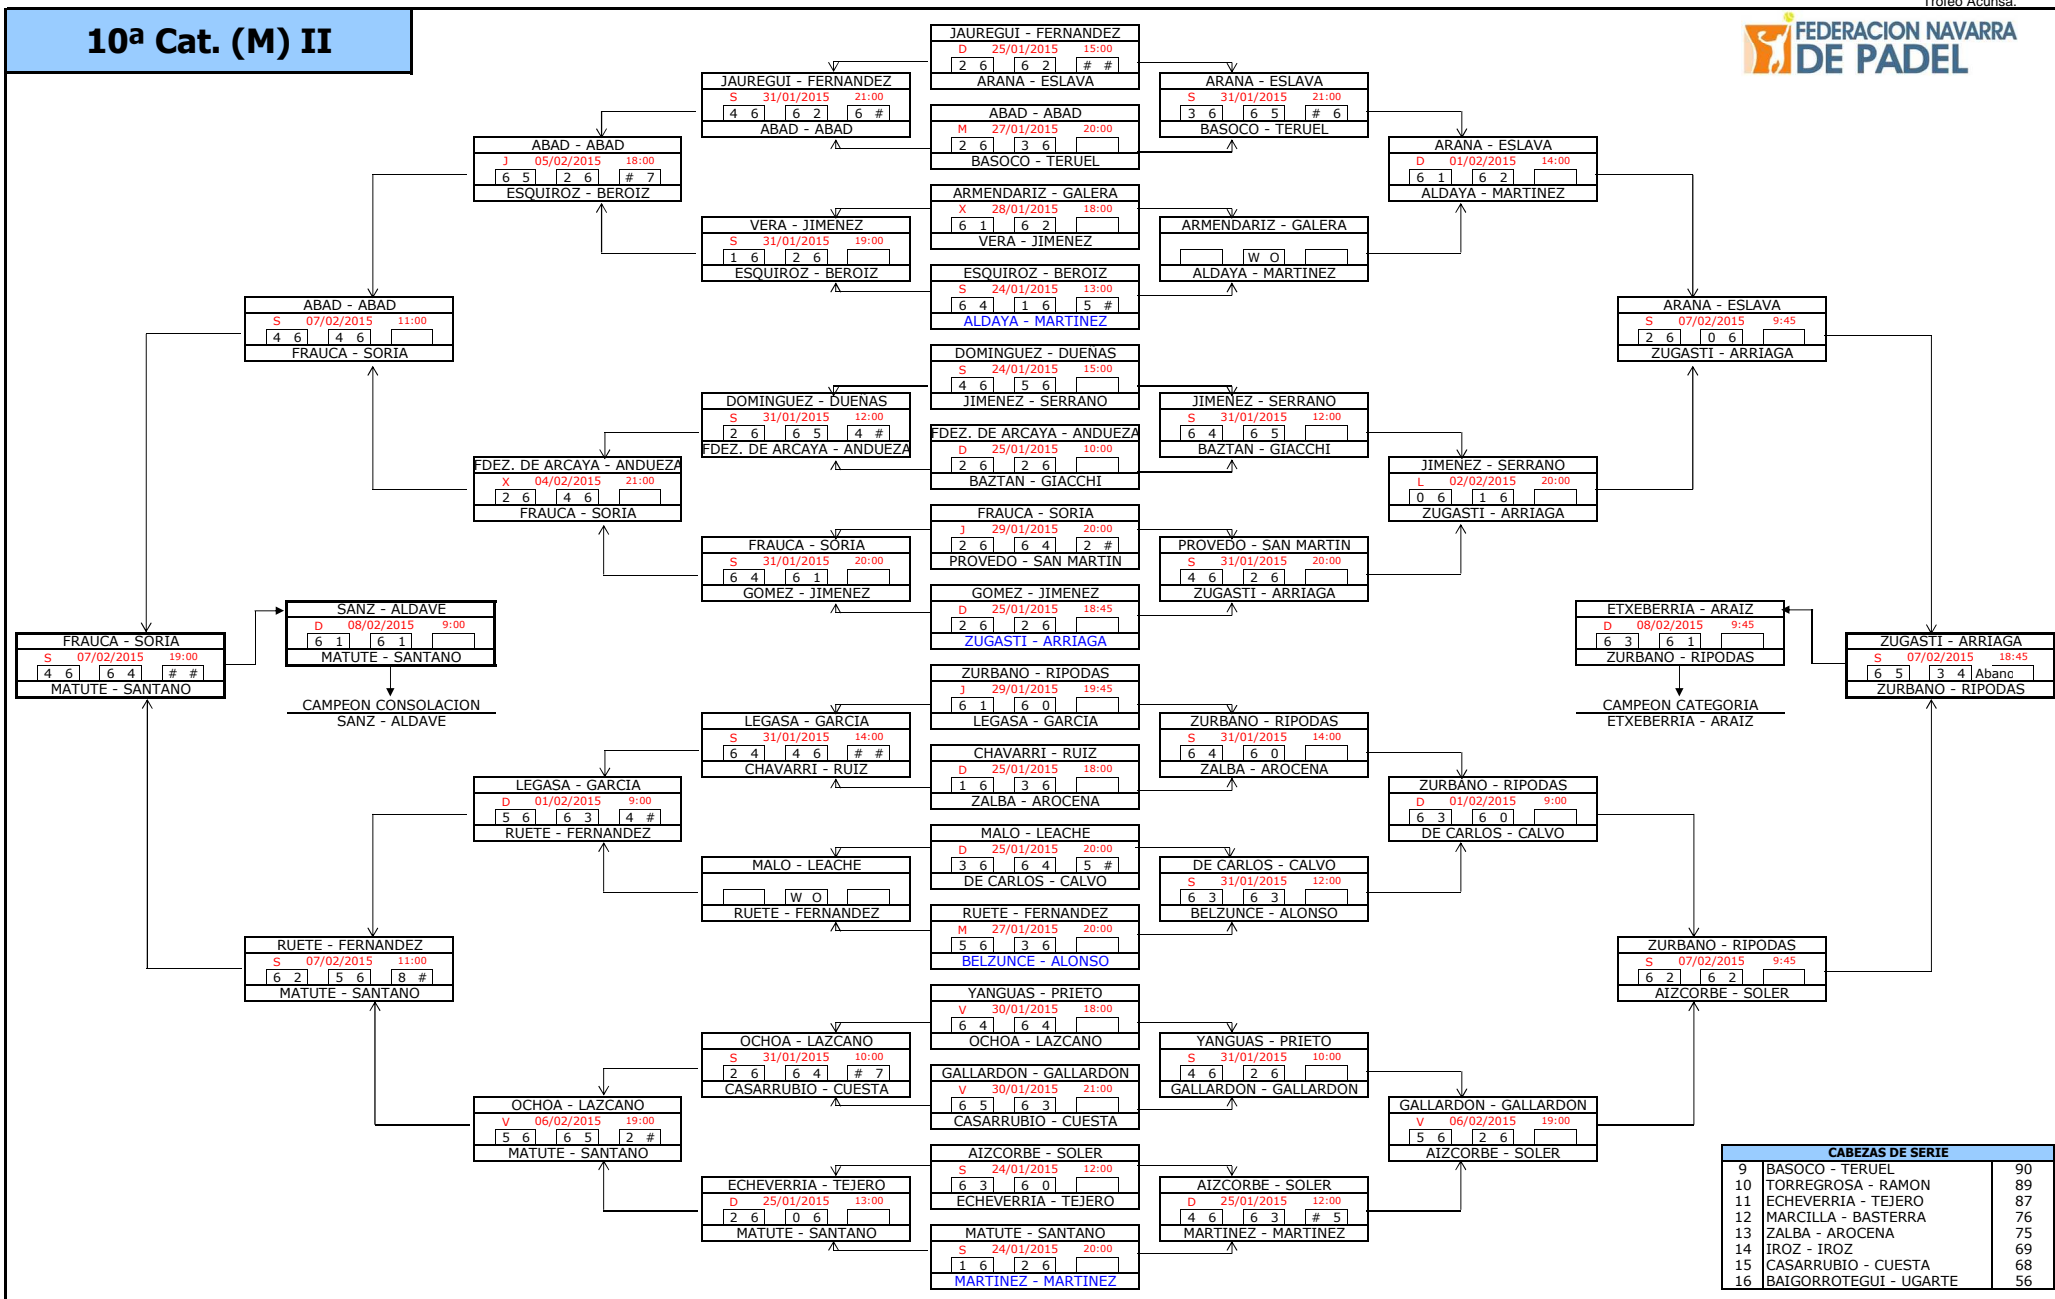 Trofeo Acunsa.
10ª Cat. (M) II
FEDERACION NAVARRA
DE PADEL
JAUREGUI - FERNANDEZ
D 25/01/2015 15:00
2 6 6 2 # #
ARANA - ESLAVA
ABAD - ABAD
M 27/01/2015 20:00
2 6 3 6
BASOCO - TERUEL
ARMENDARIZ - GALERA
X 28/01/2015 18:00
6 1 6 2
VERA - JIMENEZ
ESQUIROZ - BEROIZ
S 24/01/2015 13:00
6 4 1 6 5 #
ALDAYA - MARTINEZ
DOMINGUEZ - DUEÑAS
S 24/01/2015 15:00
4 6 5 6
JIMENEZ - SERRANO
FDEZ. DE ARCAYA - ANDUEZA
D 25/01/2015 10:00
2 6 2 6
BAZTAN - GIACCHI
FRAUCA - SORIA
J 29/01/2015 20:00
2 6 6 4 2 #
PROVEDO - SAN MARTIN
GOMEZ - JIMENEZ
D 25/01/2015 18:45
2 6 2 6
ZUGASTI - ARRIAGA
ZURBANO - RIPODAS
J 29/01/2015 19:45
6 1 6 0
LEGASA - GARCIA
CHAVARRI - RUIZ
D 25/01/2015 18:00
1 6 3 6
ZALBA - AROCENA
MALO - LEACHE
D 25/01/2015 20:00
3 6 6 4 5 #
DE CARLOS - CALVO
RUETE - FERNANDEZ
M 27/01/2015 20:00
5 6 3 6
BELZUNCE - ALONSO
YANGUAS - PRIETO
V 30/01/2015 18:00
6 4 6 4
OCHOA - LAZCANO
GALLARDON - GALLARDON
V 30/01/2015 21:00
6 5 6 3
CASARRUBIO - CUESTA
AIZCORBE - SOLER
S 24/01/2015 12:00
6 3 6 0
ECHEVERRIA - TEJERO
MATUTE - SANTANO
S 24/01/2015 20:00
1 6 2 6
MARTINEZ - MARTINEZ
JAUREGUI - FERNANDEZ
S 31/01/2015 21:00
4 6 6 2 6 #
ABAD - ABAD
VERA - JIMENEZ
S 31/01/2015 19:00
1 6 2 6
ESQUIROZ - BEROIZ
DOMINGUEZ - DUEÑAS
S 31/01/2015 12:00
2 6 6 5 4 #
FDEZ. DE ARCAYA - ANDUEZA
FRAUCA - SORIA
S 31/01/2015 20:00
6 4 6 1
GOMEZ - JIMENEZ
LEGASA - GARCIA
S 31/01/2015 14:00
6 4 4 6 # #
CHAVARRI - RUIZ
MALO - LEACHE
W O
RUETE - FERNANDEZ
OCHOA - LAZCANO
S 31/01/2015 10:00
2 6 6 4 # 7
CASARRUBIO - CUESTA
ECHEVERRIA - TEJERO
D 25/01/2015 13:00
2 6 0 6
MATUTE - SANTANO
ABAD - ABAD
J 05/02/2015 18:00
6 5 2 6 # 7
ESQUIROZ - BEROIZ
FDEZ. DE ARCAYA - ANDUEZA
X 04/02/2015 21:00
2 6 4 6
FRAUCA - SORIA
LEGASA - GARCIA
D 01/02/2015 9:00
5 6 6 3 4 #
RUETE - FERNANDEZ
OCHOA - LAZCANO
V 06/02/2015 19:00
5 6 6 5 2 #
MATUTE - SANTANO
ABAD - ABAD
S 07/02/2015 11:00
4 6 4 6
FRAUCA - SORIA
RUETE - FERNANDEZ
S 07/02/2015 11:00
6 2 5 6 8 #
MATUTE - SANTANO
FRAUCA - SORIA
S 07/02/2015 19:00
4 6 6 4 # #
MATUTE - SANTANO
SANZ - ALDAVE
D 08/02/2015 9:00
6 1 6 1
MATUTE - SANTANO
CAMPEON CONSOLACION
SANZ - ALDAVE
ARANA - ESLAVA
S 31/01/2015 21:00
3 6 6 5 # 6
BASOCO - TERUEL
ARMENDARIZ - GALERA
W O
ALDAYA - MARTINEZ
JIMENEZ - SERRANO
S 31/01/2015 12:00
6 4 6 5
BAZTAN - GIACCHI
PROVEDO - SAN MARTIN
S 31/01/2015 20:00
4 6 2 6
ZUGASTI - ARRIAGA
ZURBANO - RIPODAS
S 31/01/2015 14:00
6 4 6 0
ZALBA - AROCENA
DE CARLOS - CALVO
S 31/01/2015 12:00
6 3 6 3
BELZUNCE - ALONSO
YANGUAS - PRIETO
S 31/01/2015 10:00
4 6 2 6
GALLARDON - GALLARDON
AIZCORBE - SOLER
D 25/01/2015 12:00
4 6 6 3 # 5
MARTINEZ - MARTINEZ
ARANA - ESLAVA
D 01/02/2015 14:00
6 1 6 2
ALDAYA - MARTINEZ
JIMENEZ - SERRANO
L 02/02/2015 20:00
0 6 1 6
ZUGASTI - ARRIAGA
ZURBANO - RIPODAS
D 01/02/2015 9:00
6 3 6 0
DE CARLOS - CALVO
GALLARDON - GALLARDON
V 06/02/2015 19:00
5 6 2 6
AIZCORBE - SOLER
ARANA - ESLAVA
S 07/02/2015 9:45
2 6 0 6
ZUGASTI - ARRIAGA
ZURBANO - RIPODAS
S 07/02/2015 9:45
6 2 6 2
AIZCORBE - SOLER
ZUGASTI - ARRIAGA
S 07/02/2015 18:45
6 5 3 4 Abanc
ZURBANO - RIPODAS
ETXEBERRIA - ARAIZ
D 08/02/2015 9:45
6 3 6 1
ZURBANO - RIPODAS
CAMPEON CATEGORIA
ETXEBERRIA - ARAIZ
CABEZAS DE SERIE
9 BASOCO - TERUEL 90
10 TORREGROSA - RAMON 89
11 ECHEVERRIA - TEJERO 87
12 MARCILLA - BASTERRA 76
13 ZALBA - AROCENA 75
14 IROZ - IROZ 69
15 CASARRUBIO - CUESTA 68
16 BAIGORROTEGUI - UGARTE 56